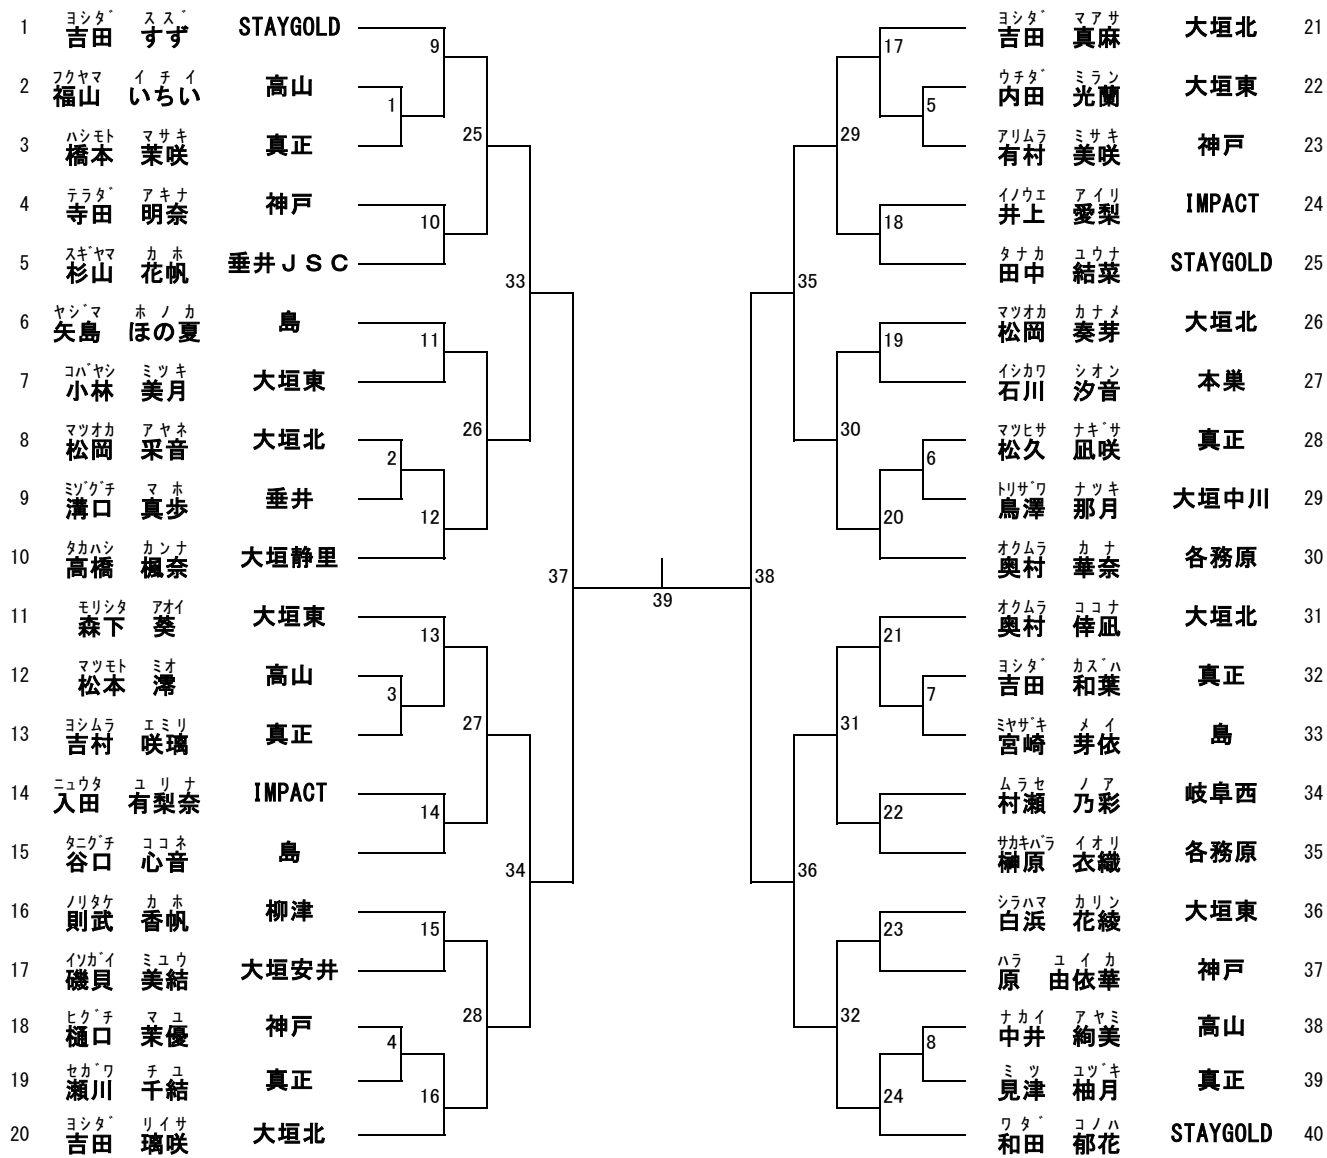 ヨシダ スズ
1 吉田 すず STAYGOLD
フクヤマ イチイ
2 福山 いちい 高山
ハシモト マサキ
3 橋本 茉咲 真正
テラダ アキナ
4 寺田 明奈 神戸
スギヤマ カホ
5 杉山 花帆 垂井JSC
ヤジマ ホノカ
6 矢島 ほの夏 島
コバヤシ ミツキ
7 小林 美月 大垣東
マツオカ アヤネ
8 松岡 采音 大垣北
ミゾグチ マホ
9 溝口 真歩 垂井
タカハシ カンナ
10 高橋 楓奈 大垣静里
モリシタ アオイ
11 森下 葵 大垣東
マツモト ミオ
12 松本 澪 高山
ヨシムラ エミリ
13 吉村 咲璃 真正
ニュウタ ユリナ
14 入田 有梨奈 IMPACT
タニグチ ココネ
15 谷口 心音 島
ノリタケ カホ
16 則武 香帆 柳津
イソガイ ミユウ
17 磯貝 美結 大垣安井
ヒグチ マユ
18 樋口 茉優 神戸
セガワ チユ
19 瀬川 千結 真正
ヨシダ リイサ
20 吉田 璃咲 大垣北
9
1
25
10
33
11
26
2
12
37
13
3
27
14
34
15
28
4
16
39
38
17
5
29
18
35
19
30
6
20
21
7
31
22
36
23
32
8
24
ヨシダ マアサ
吉田 真麻 大垣北 21
ウチダ ミラン
内田 光蘭 大垣東 22
アリムラ ミサキ
有村 美咲 神戸 23
イノウエ アイリ
井上 愛梨 IMPACT 24
タナカ ユウナ
田中 結菜 STAYGOLD 25
マツオカ カナメ
松岡 奏芽 大垣北 26
イシカワ シオン
石川 汐音 本巣 27
マツヒサ ナギサ
松久 凪咲 真正 28
トリザワ ナツキ
鳥澤 那月 大垣中川 29
オクムラ カナ
奥村 華奈 各務原 30
オクムラ ココナ
奥村 倖凪 大垣北 31
ヨシダ カズハ
吉田 和葉 真正 32
ミヤザキ メイ
宮崎 芽依 島 33
ムラセ ノア
村瀬 乃彩 岐阜西 34
サカキバラ イオリ
榊原 衣織 各務原 35
シラハマ カリン
白浜 花綾 大垣東 36
ハラ ユイカ
原 由依華 神戸 37
ナカイ アヤミ
中井 絢美 高山 38
ミツ ユヅキ
見津 柚月 真正 39
ワダ コノハ
和田 郁花 STAYGOLD 40